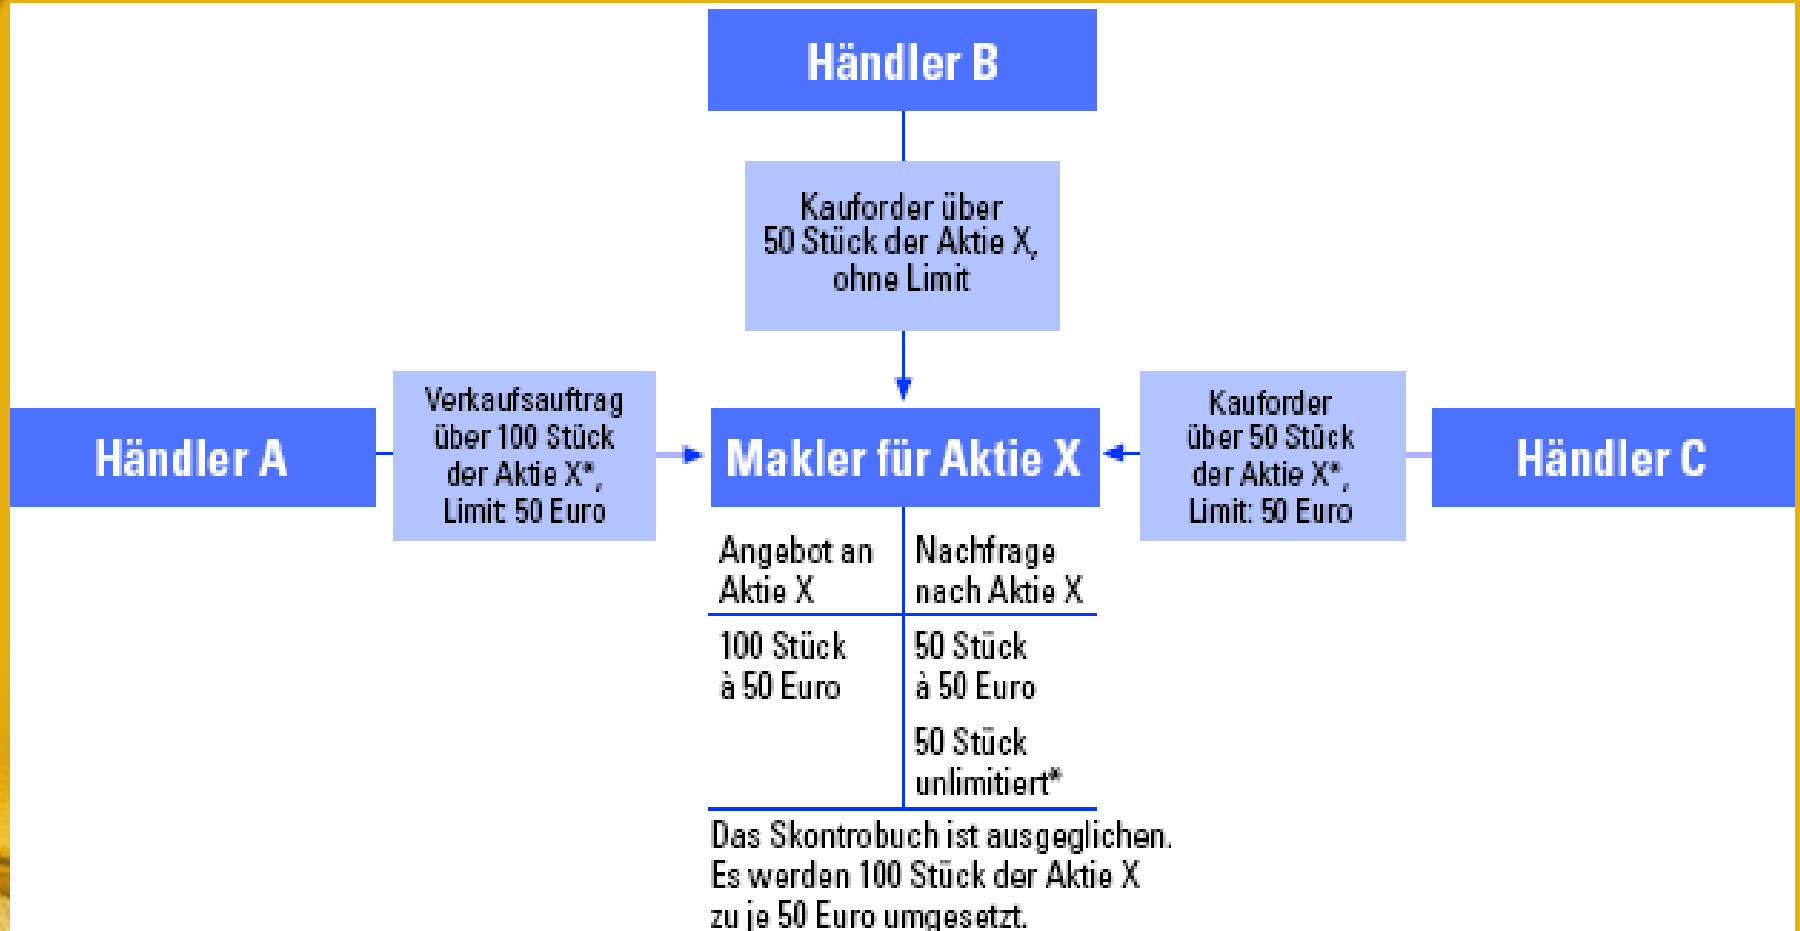 Händler B
Kauforder über
50 Stück der Aktie X,
ohne Limit
Händler A
Verkaufsauftrag
über 100 Stück
der Aktie X*,
Limit: 50 Euro
Makler für Aktie X
Kauforder
über 50 Stück
der Aktie X*,
Limit: 50 Euro
Händler C
Angebot an
Aktie X
Nachfrage
nach Aktie X
100 Stück
à 50 Euro
50 Stück
à 50 Euro
50 Stück
unlimitiert*
Das Skontrobuch ist ausgeglichen.
Es werden 100 Stück der Aktie X
zu je 50 Euro umgesetzt.